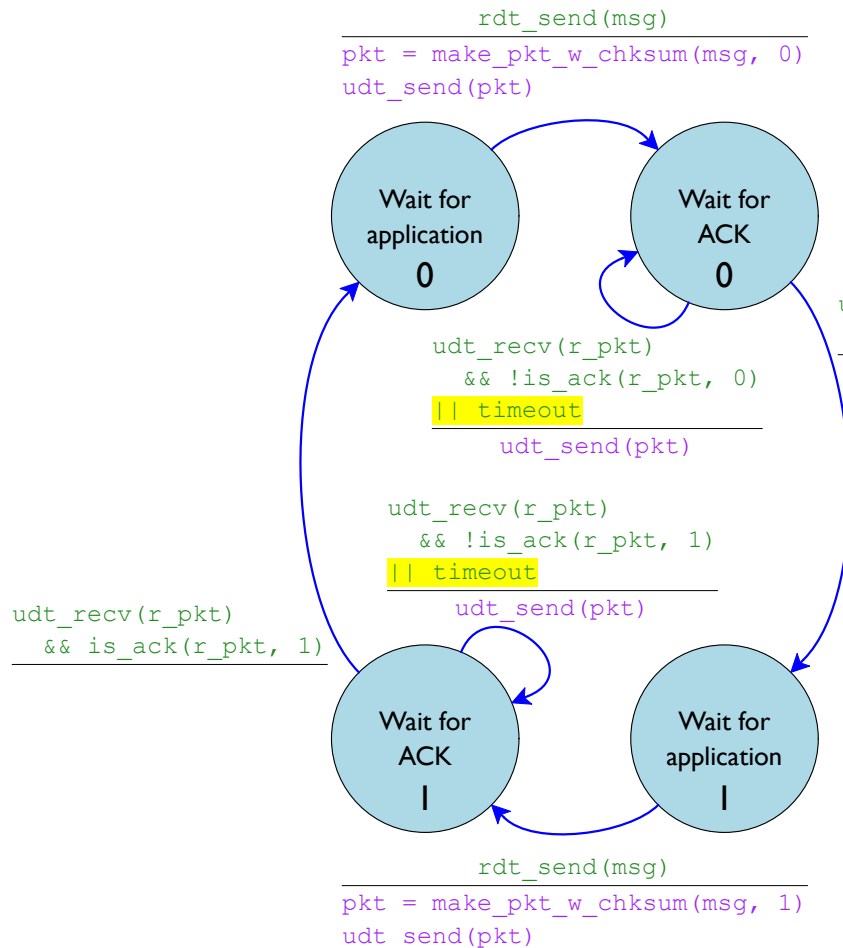 rdt_send(msg)
pkt = make_pkt_w_chksum(msg, 0)
udt_send(pkt)
Wait for
application
0
Wait for
ACK
0
u
udt_recv(r_pkt)
&& !is_ack(r_pkt, 0)
|| timeout
udt_send(pkt)
udt_recv(r_pkt)
&& !is_ack(r_pkt, 1)
|| timeout
udt_send(pkt)
udt_recv(r_pkt)
&& is_ack(r_pkt, 1)
Wait for
ACK
1
Wait for
application
1
rdt_send(msg)
pkt = make_pkt_w_chksum(msg, 1)
udt send(pkt)